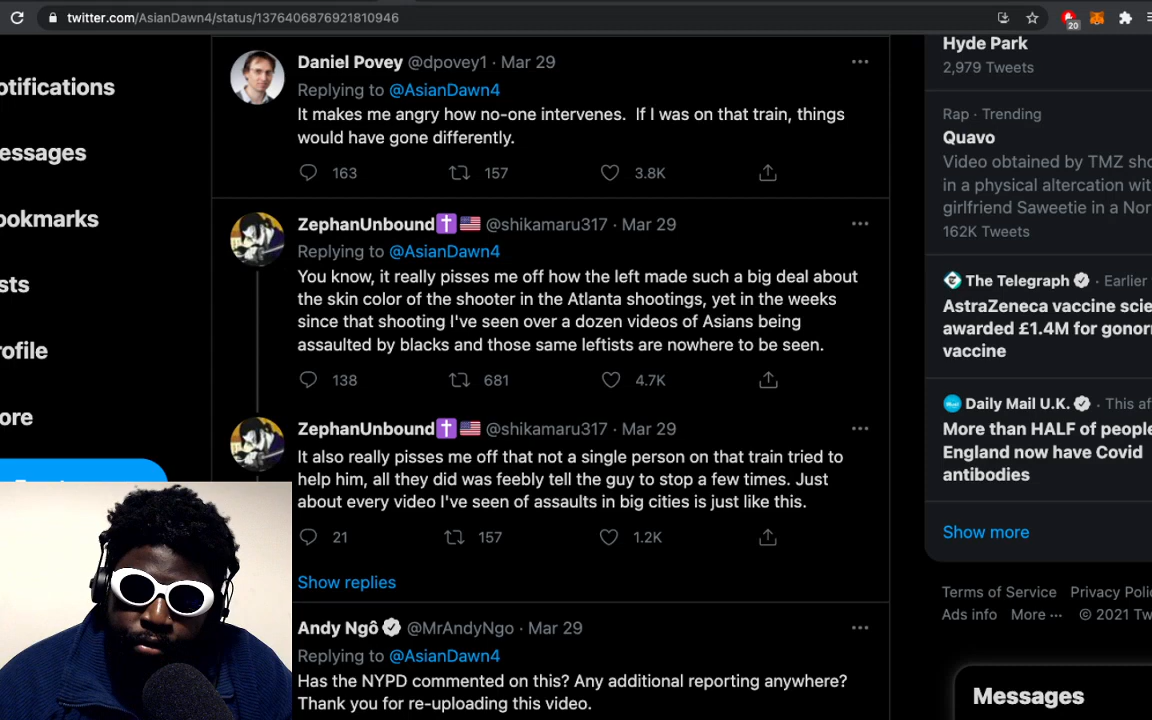 twitter.com/AsianDawn4/status/1376406876921810946
20
otifications
essages
ookmarks
sts
rofile
ore
Daniel Povey @dpovey1 · Mar 29
Replying to @AsianDawn4
It makes me angry how no-one intervenes. If I was on that train, things
would have gone differently.
163 157 3.8K
ZephanUnbound✝️🇺🇸 @shikamaru317 · Mar 29
Replying to @AsianDawn4
You know, it really pisses me off how the left made such a big deal about
the skin color of the shooter in the Atlanta shootings, yet in the weeks
since that shooting I've seen over a dozen videos of Asians being
assaulted by blacks and those same leftists are nowhere to be seen.
138 681 4.7K
ZephanUnbound✝️🇺🇸 @shikamaru317 · Mar 29
It also really pisses me off that not a single person on that train tried to
help him, all they did was feebly tell the guy to stop a few times. Just
about every video I've seen of assaults in big cities is just like this.
21 157 1.2K
Show replies
Andy Ngô @MrAndyNgo · Mar 29
Replying to @AsianDawn4
Has the NYPD commented on this? Any additional reporting anywhere?
Thank you for re-uploading this video.
Hyde Park
2,979 Tweets
Rap · Trending
Quavo
Video obtained by TMZ sho
in a physical altercation wit
girlfriend Saweetie in a Nor
162K Tweets
The Telegraph · Earlier
AstraZeneca vaccine scie
awarded £1.4M for gonorr
vaccine
Daily Mail U.K. · This af
More than HALF of people
England now have Covid
antibodies
Show more
Terms of Service Privacy Poli
Ads info More ··· © 2021 Tw
Messages